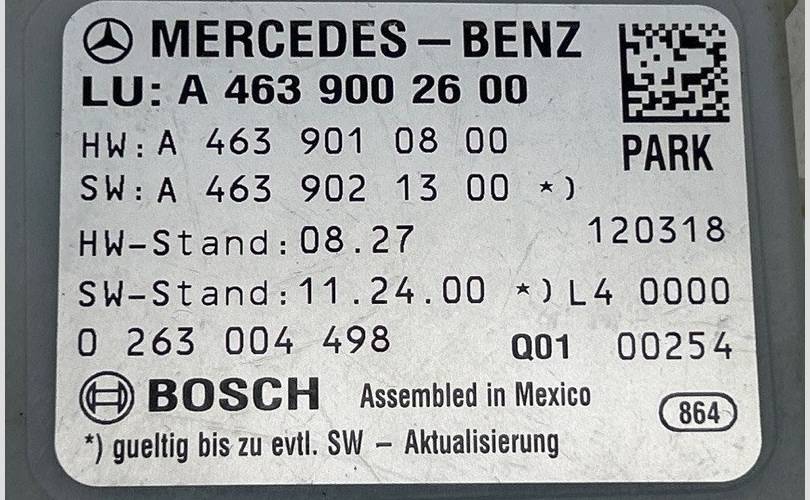 MERCEDES-BENZ
LU: A 463 900 26 00
HW: A 463 901 08 00
PARK
SW: A 463 902 13 00 *)
HW-Stand: 08.27 120318
SW-Stand: 11.24.00 *) L4 0000
0 263 004 498 Q01 00254
BOSCH Assembled in Mexico
864
*) gueltig bis zu evtl. SW - Aktualisierung